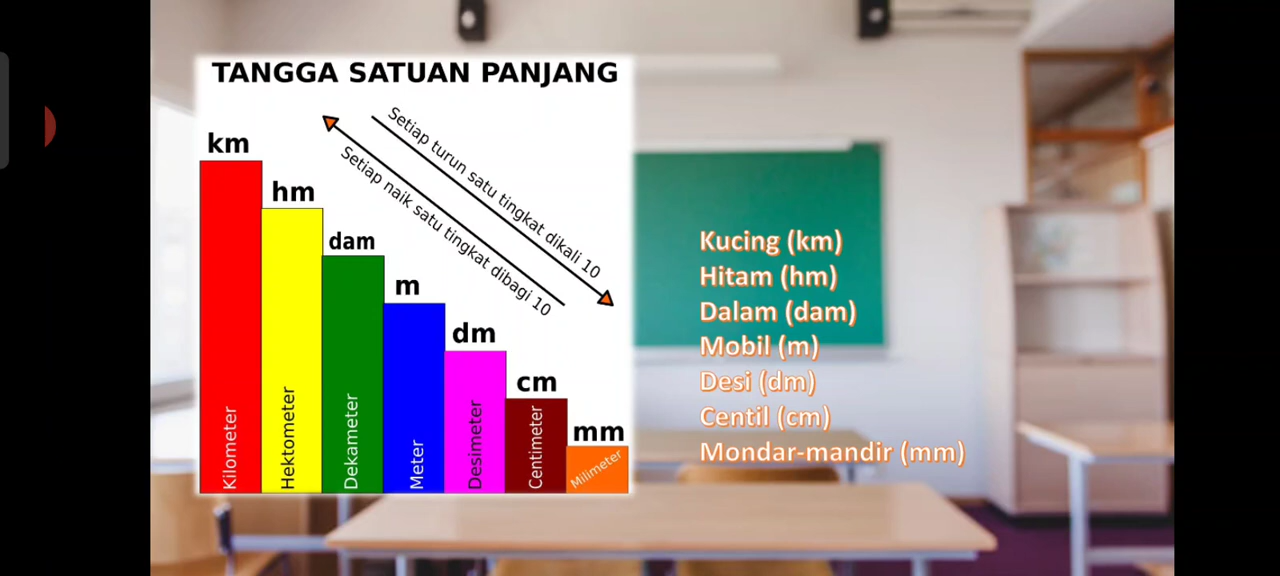 TANGGA SATUAN PANJANG
km
hm
dam
m
dm
cm
mm
Setiap turun satu tingkat dikali 10
Setiap naik satu tingkat dibagi 10
Kilometer
Hektometer
Dekameter
Meter
Desimeter
Centimeter
Milimeter
Kucing (km)
Hitam (hm)
Dalam (dam)
Mobil (m)
Desi (dm)
Centil (cm)
Mondar-mandir (mm)